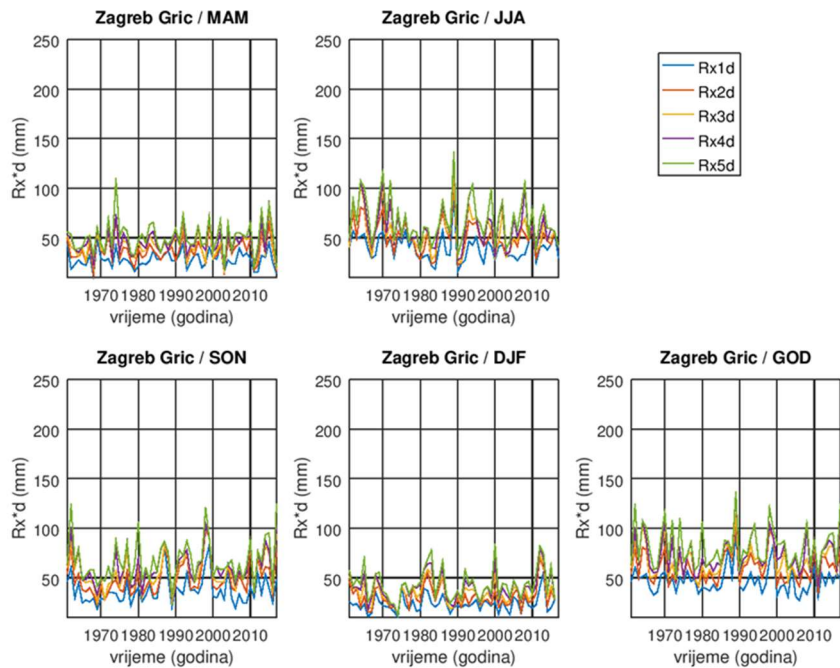 Zagreb Gric / MAM
250
200
150
100
50
Rx*d (mm)
1970 1980 1990 2000 2010
vrijeme (godina)
Zagreb Gric / JJA
250
200
150
100
50
Rx*d (mm)
1970 1980 1990 2000 2010
vrijeme (godina)
Rx1d
Rx2d
Rx3d
Rx4d
Rx5d
Zagreb Gric / SON
250
200
150
100
50
Rx*d (mm)
1970 1980 1990 2000 2010
vrijeme (godina)
Zagreb Gric / DJF
250
200
150
100
50
Rx*d (mm)
1970 1980 1990 2000 2010
vrijeme (godina)
Zagreb Gric / GOD
250
200
150
100
50
Rx*d (mm)
1970 1980 1990 2000 2010
vrijeme (godina)